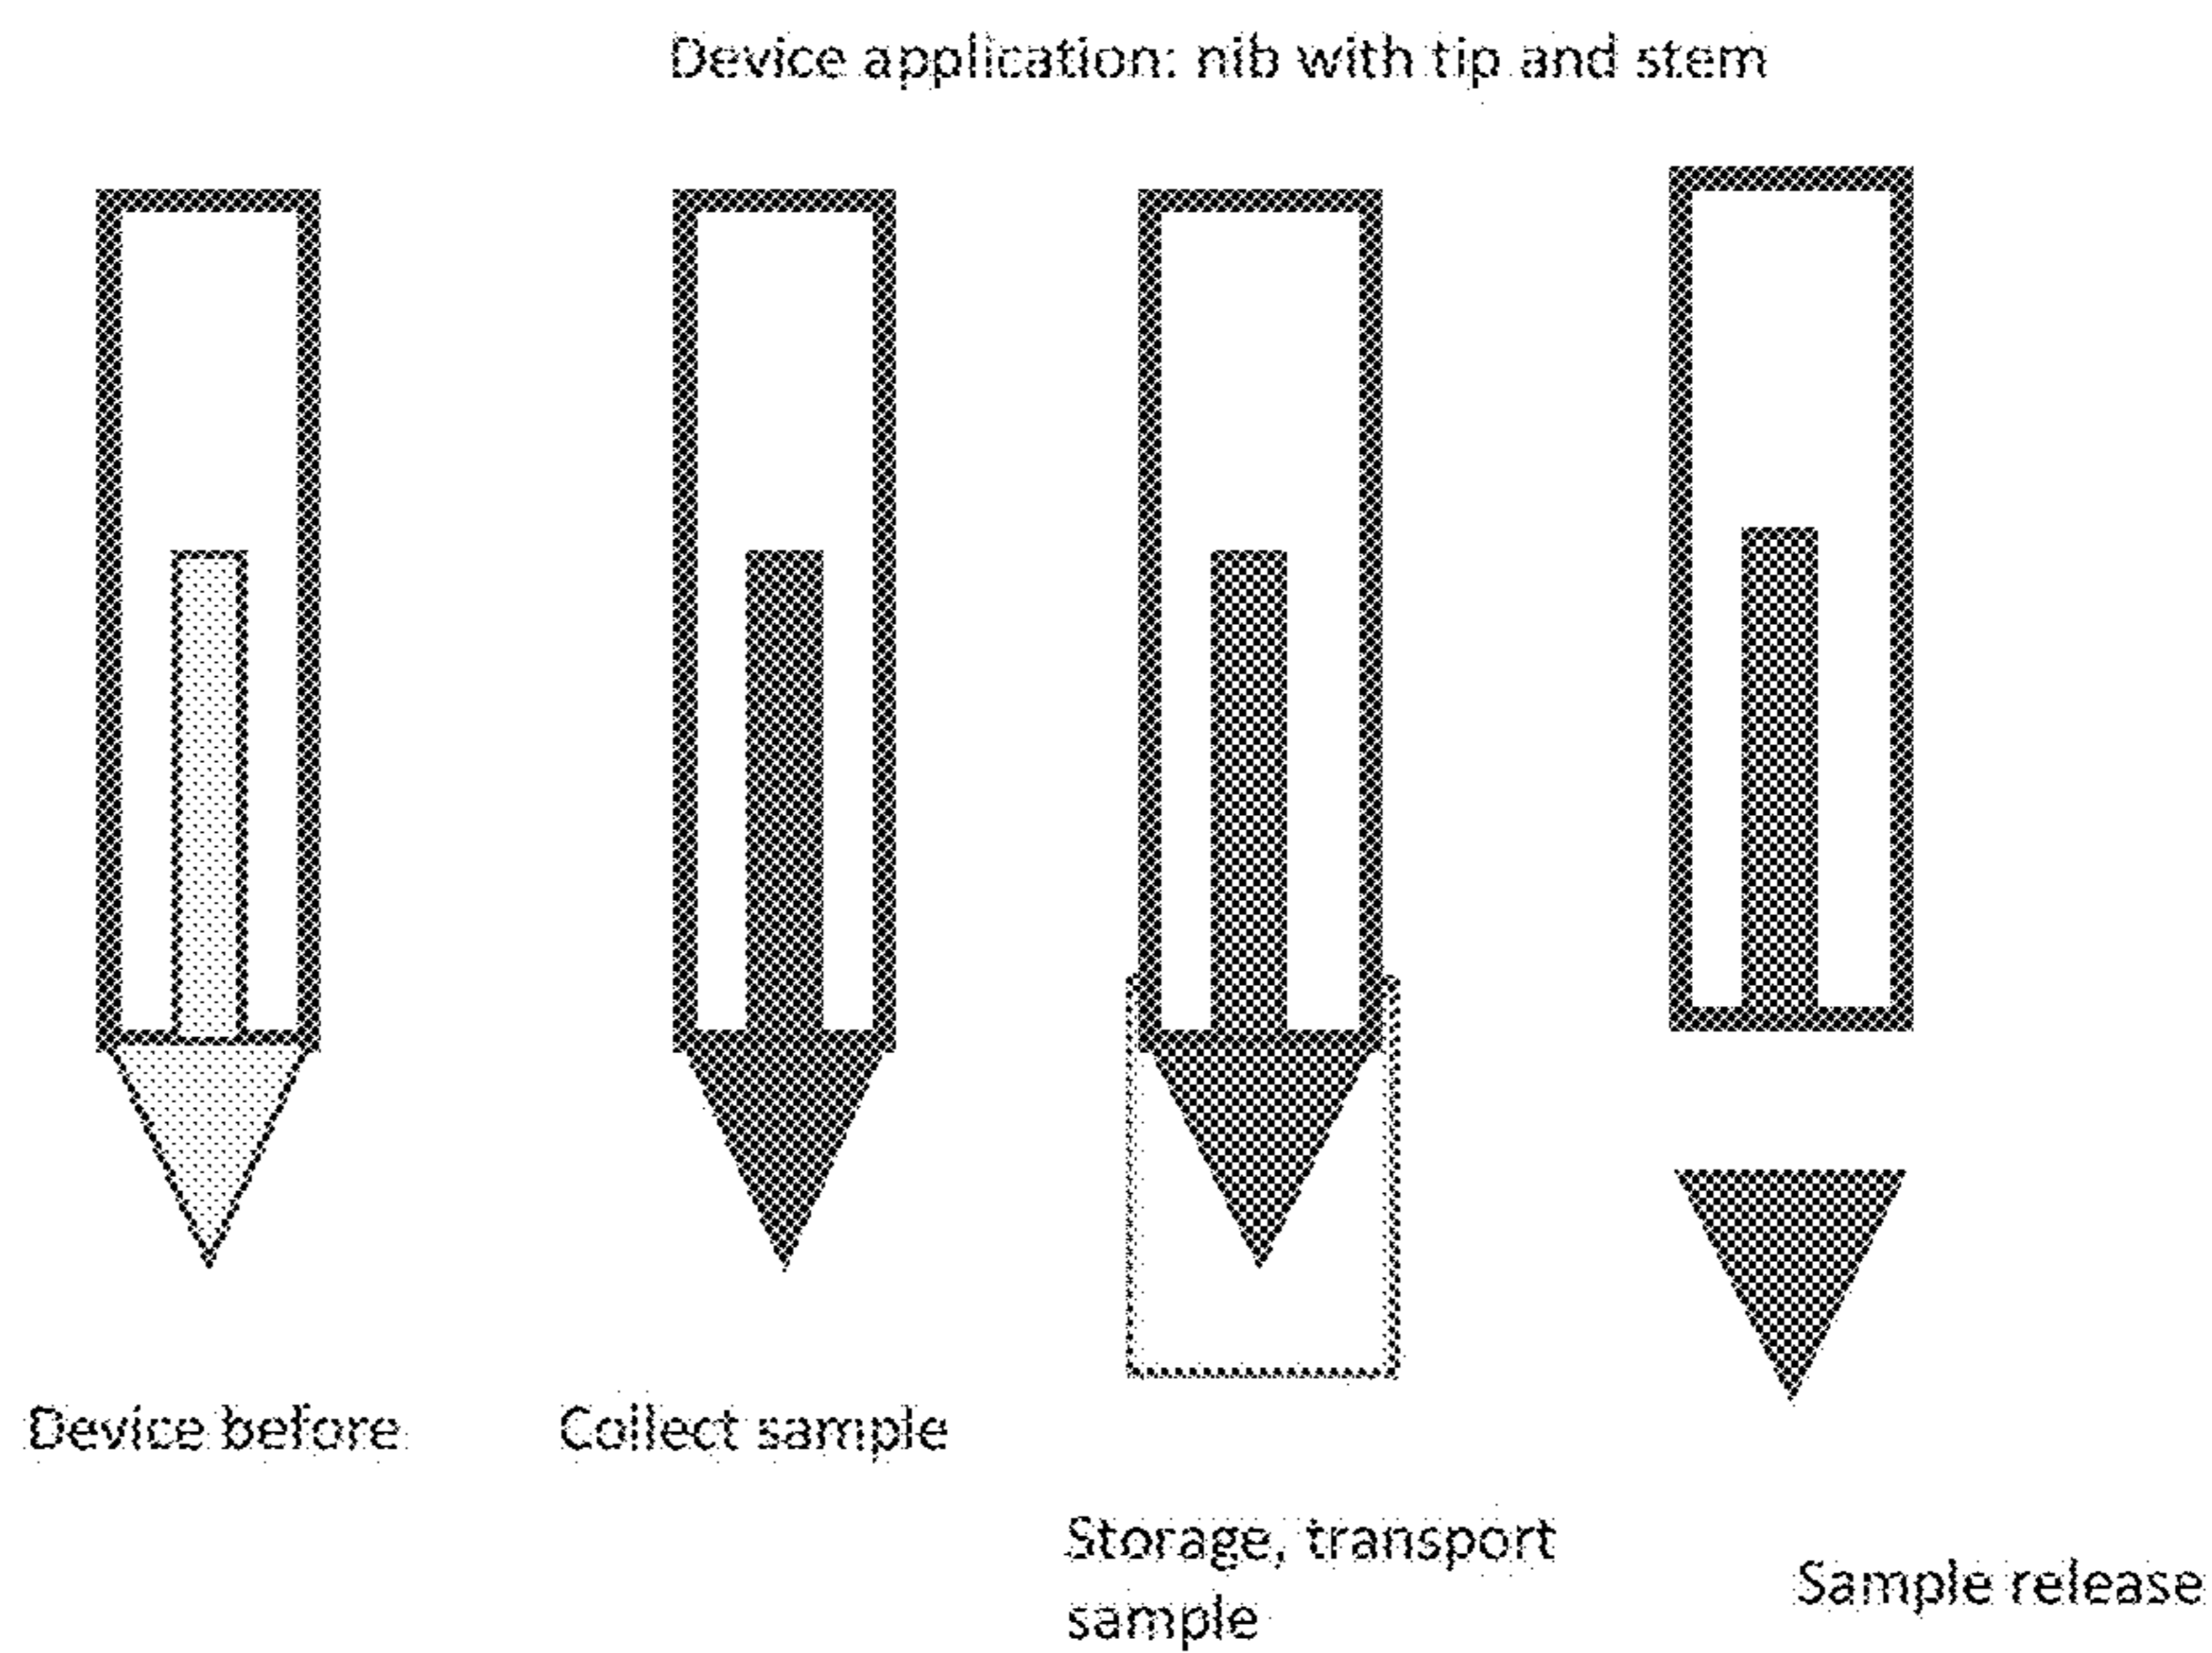 Device application: nib with tip and stem
Device before
Collect sample
Storage, transport
sample
Sample release